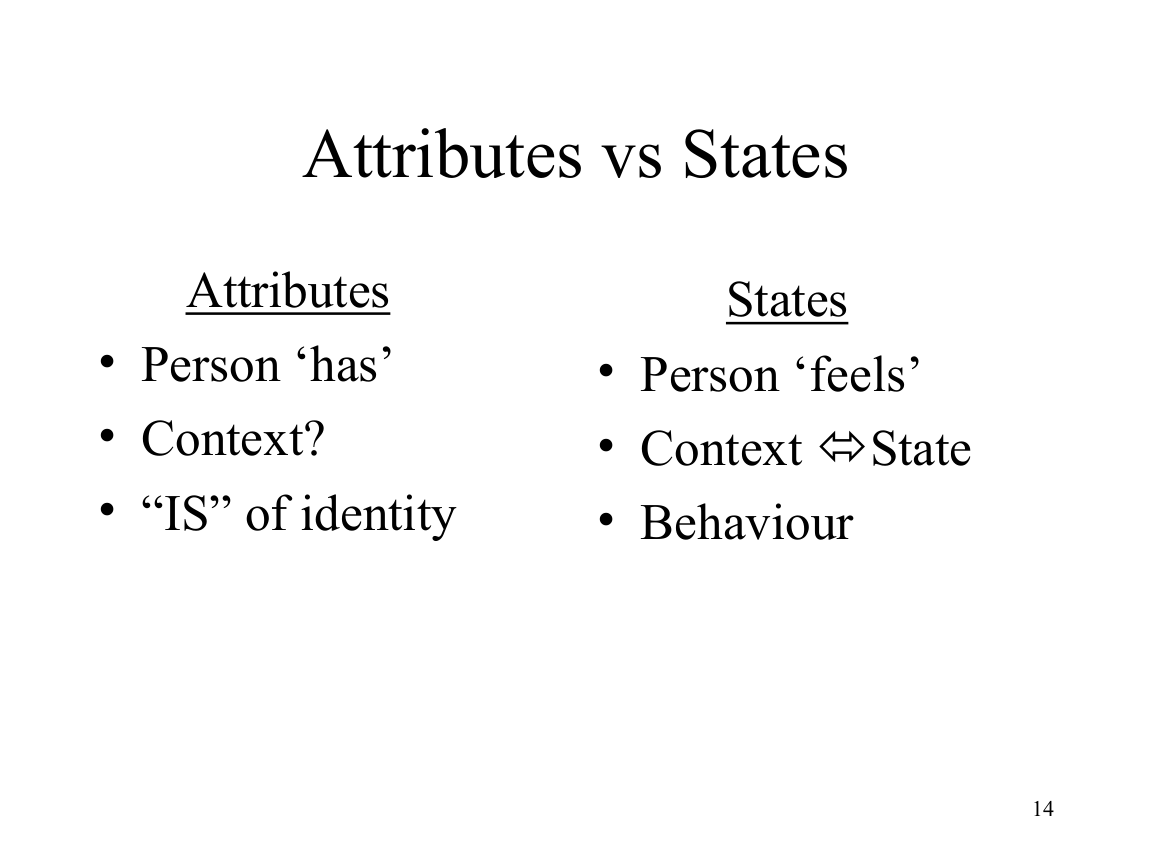 Attributes vs States
Attributes
• Person ‘has’
• Context?
• “IS” of identity
States
• Person ‘feels’
• Context ⬄State
• Behaviour
14